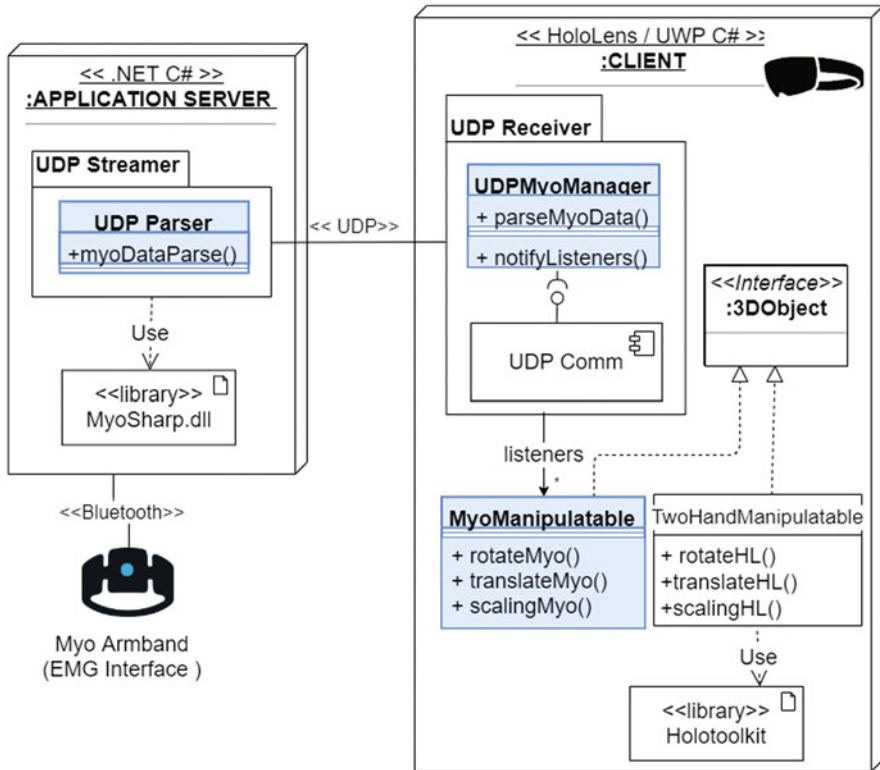 << .NET C# >>
:APPLICATION SERVER
UDP Streamer
UDP Parser
+myoDataParse()
Use
<<library>>
MyoSharp.dll
<<Bluetooth>>
Myo Armband
(EMG Interface )
<< UDP>>
<< HoloLens / UWP C# >>
:CLIENT
UDP Receiver
UDPMyoManager
+ parseMyoData()
+ notifyListeners()
UDP Comm
listeners
*
<<Interface>>
:3DObject
MyoManipulatable
+ rotateMyo()
+ translateMyo()
+ scalingMyo()
TwoHandManipulatable
+ rotateHL()
+translateHL()
+scalingHL()
Use
<<library>>
Holotoolkit